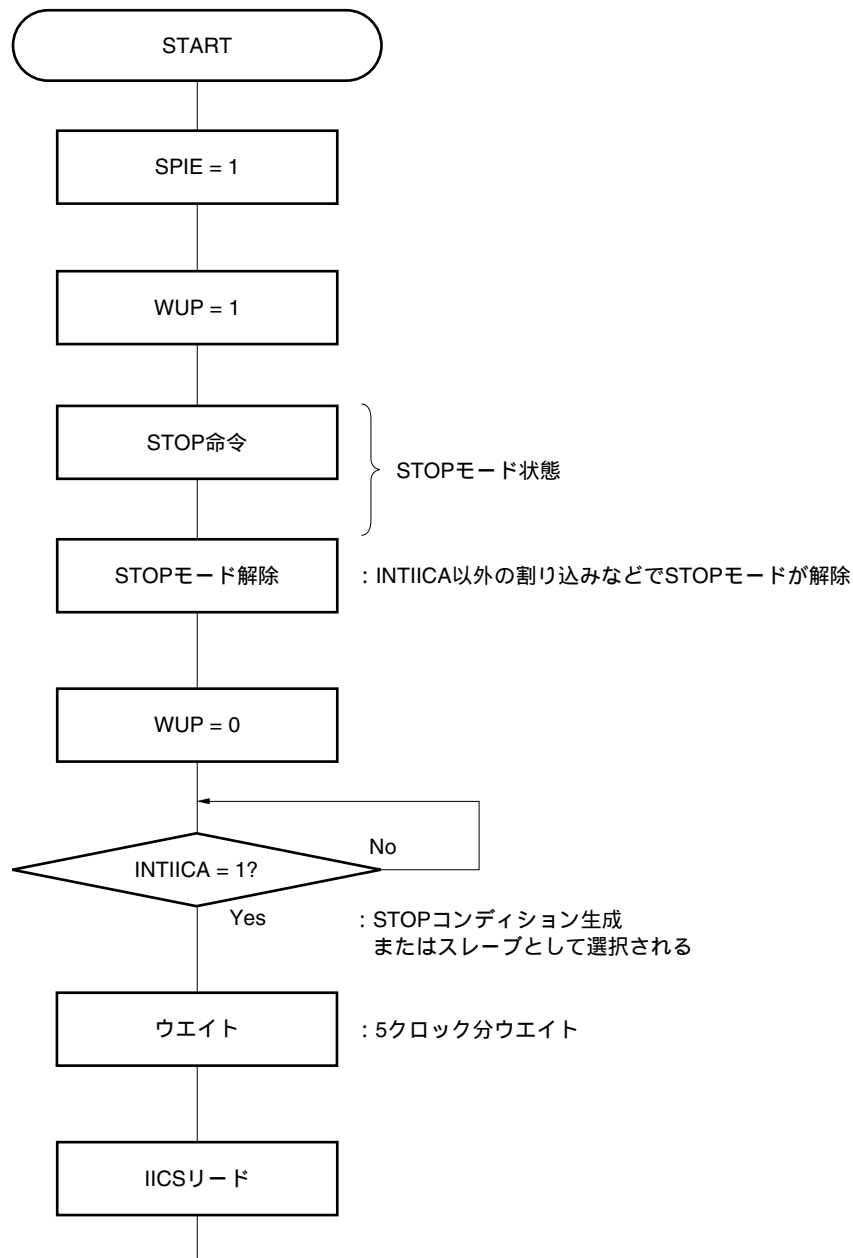 START
SPIE = 1
WUP = 1
STOP命令
STOPモード状態
STOPモード解除
：INTIICA以外の割り込みなどでSTOPモードが解除
WUP = 0
No
INTIICA = 1?
Yes
：STOPコンディション生成
またはスレーブとして選択される
ウエイト
：5クロック分ウエイト
IICSリード